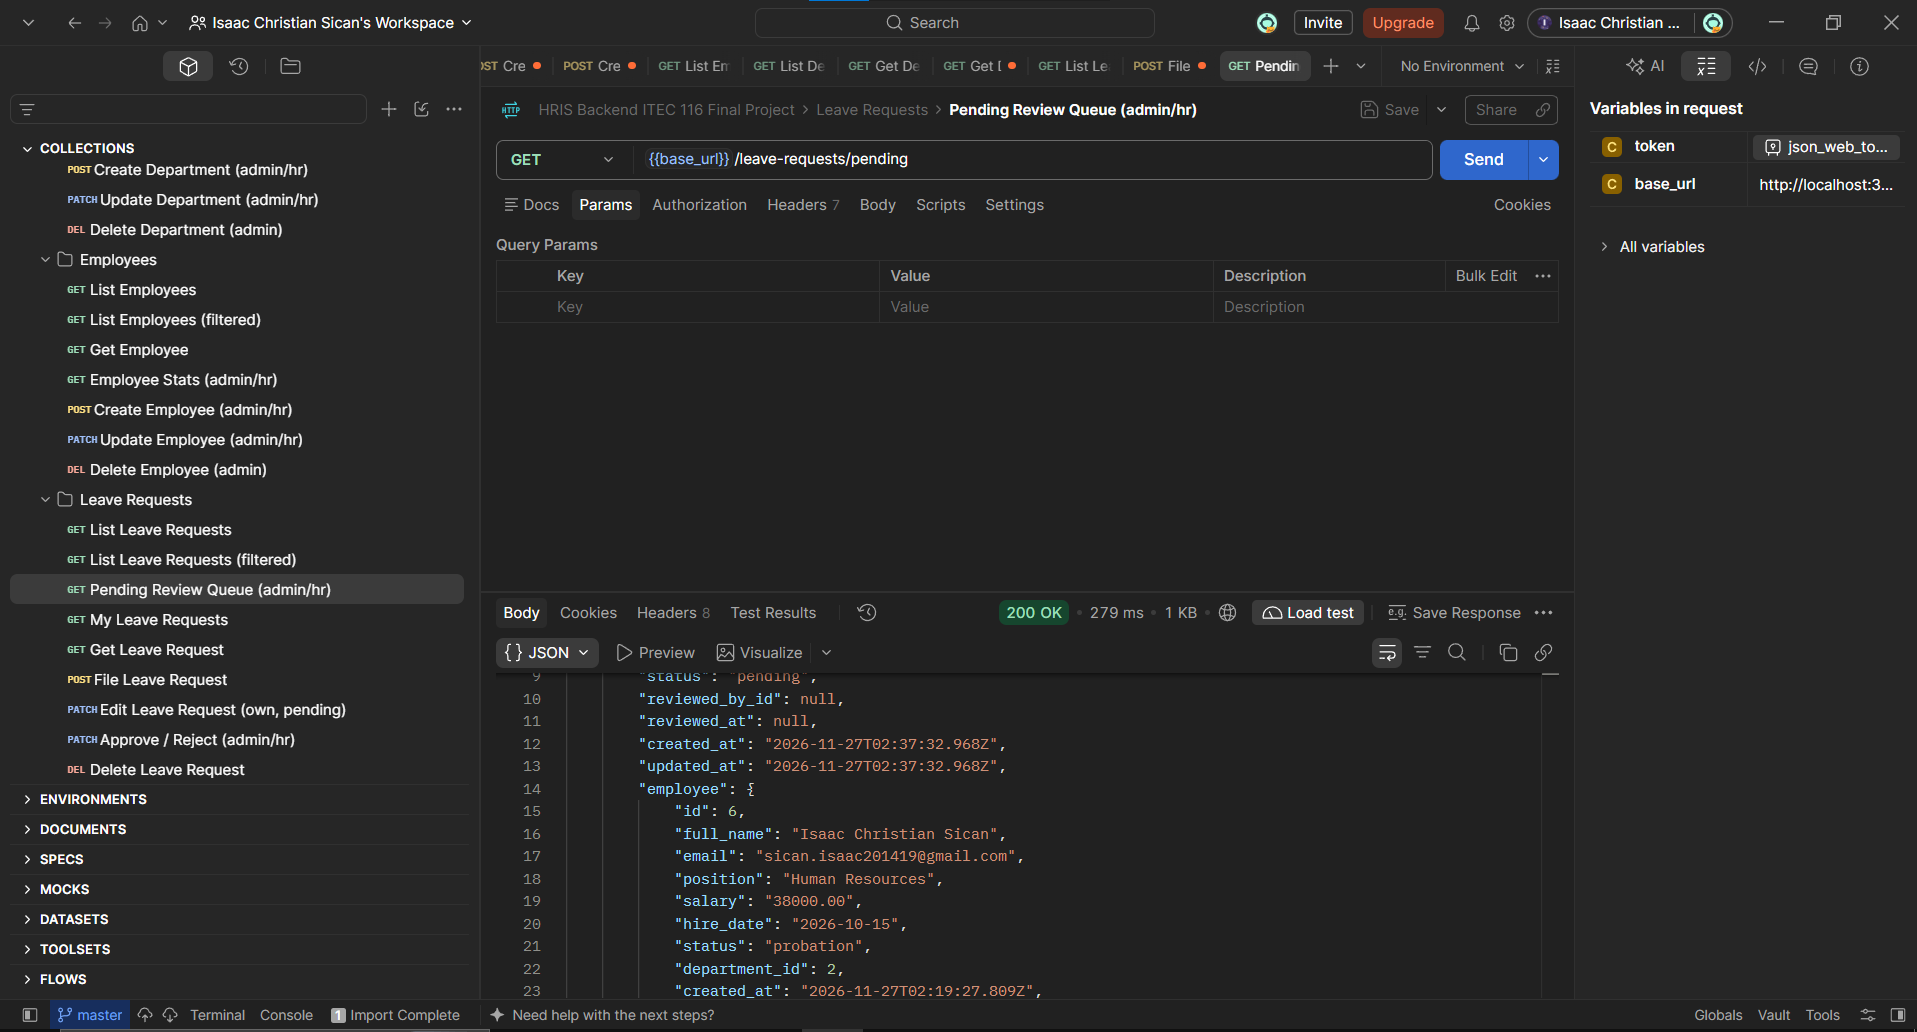 Isaac Christian Sican's Workspace
Search
Invite
Upgrade
Isaac Christian ...
COLLECTIONS
POST Create Department (admin/hr)
PATCH Update Department (admin/hr)
DEL Delete Department (admin)
Employees
GET List Employees
GET List Employees (filtered)
GET Get Employee
GET Employee Stats (admin/hr)
POST Create Employee (admin/hr)
PATCH Update Employee (admin/hr)
DEL Delete Employee (admin)
Leave Requests
GET List Leave Requests
GET List Leave Requests (filtered)
GET Pending Review Queue (admin/hr)
GET My Leave Requests
GET Get Leave Request
POST File Leave Request
PATCH Edit Leave Request (own, pending)
PATCH Approve / Reject (admin/hr)
DEL Delete Leave Request
ENVIRONMENTS
DOCUMENTS
SPECS
MOCKS
DATASETS
TOOLSETS
FLOWS
Cre POST Cre GET List GET List GET Get GET Get GET List POST File GET Pendin
No Environment
HTTP HRIS Backend ITEC 116 Final Project > Leave Requests > Pending Review Queue (admin/hr)
Save Share
GET {{base_url}} /leave-requests/pending Send
Docs Params Authorization Headers 7 Body Scripts Settings Cookies
Query Params
Key Value Description Bulk Edit
Key Value Description
Body Cookies Headers 8 Test Results 200 OK 279 ms 1 KB Load test e.g. Save Response
{} JSON Preview Visualize
9 "status": "pending",
10 "reviewed_by_id": null,
11 "reviewed_at": null,
12 "created_at": "2026-11-27T02:37:32.968Z",
13 "updated_at": "2026-11-27T02:37:32.968Z",
14 "employee": {
15 "id": 6,
16 "full_name": "Isaac Christian Sican",
17 "email": "sican.isaac201419@gmail.com",
18 "position": "Human Resources",
19 "salary": "38000.00",
20 "hire_date": "2026-10-15",
21 "status": "probation",
22 "department_id": 2,
23 "created_at": "2026-11-27T02:19:27.809Z",
AI
Variables in request
C token json_web_to...
C base_url http://localhost:3...
All variables
master Terminal Console 1 Import Complete Need help with the next steps? Globals Vault Tools